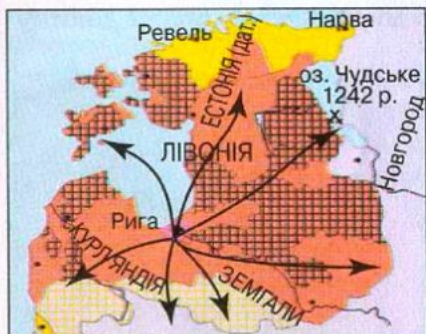 Нарва
Ревель
ЕСТОНІЯ (дат.)
оз. Чудське
1242 р.
Новгород
ЛІВОНІЯ
Рига
КУРЛЯНДІЯ
ЗЕМГАЛИ